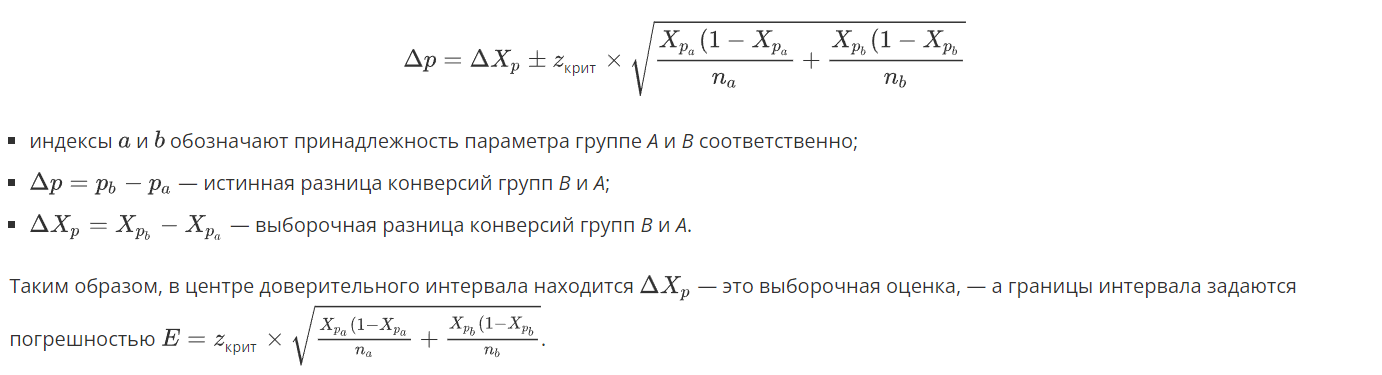 Δp = ΔX_p ± z_крит × √(X_{p_a}(1 − X_{p_a} / n_a + X_{p_b}(1 − X_{p_b} / n_b)
▪ индексы a и b обозначают принадлежность параметра группе A и B соответственно;
▪ Δp = p_b − p_a — истинная разница конверсий групп B и A;
▪ ΔX_p = X_{p_b} − X_{p_a} — выборочная разница конверсий групп B и A.
Таким образом, в центре доверительного интервала находится ΔX_p — это выборочная оценка, — а границы интервала задаются
погрешностью E = z_крит × √(X_{p_a}(1−X_{p_a} / n_a + X_{p_b}(1−X_{p_b} / n_b).